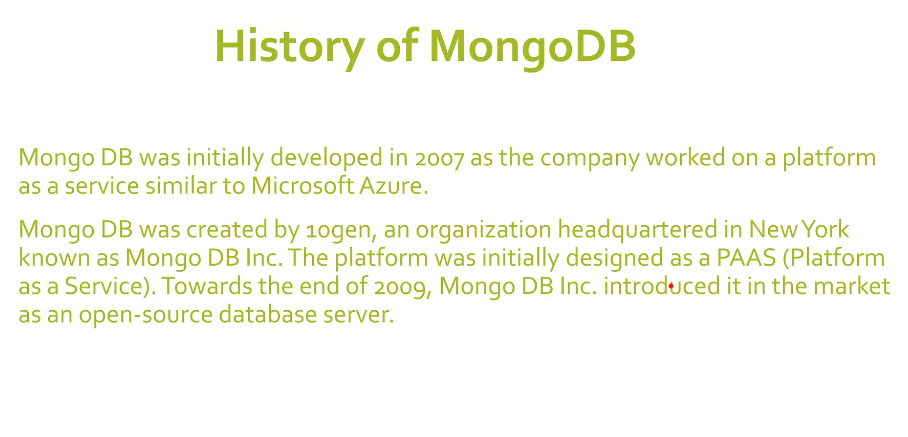 History of MongoDB
Mongo DB was initially developed in 2007 as the company worked on a platform
as a service similar to Microsoft Azure.
Mongo DB was created by 10gen, an organization headquartered in New York
known as Mongo DB Inc. The platform was initially designed as a PAAS (Platform
as a Service). Towards the end of 2009, Mongo DB Inc. introduced it in the market
as an open-source database server.